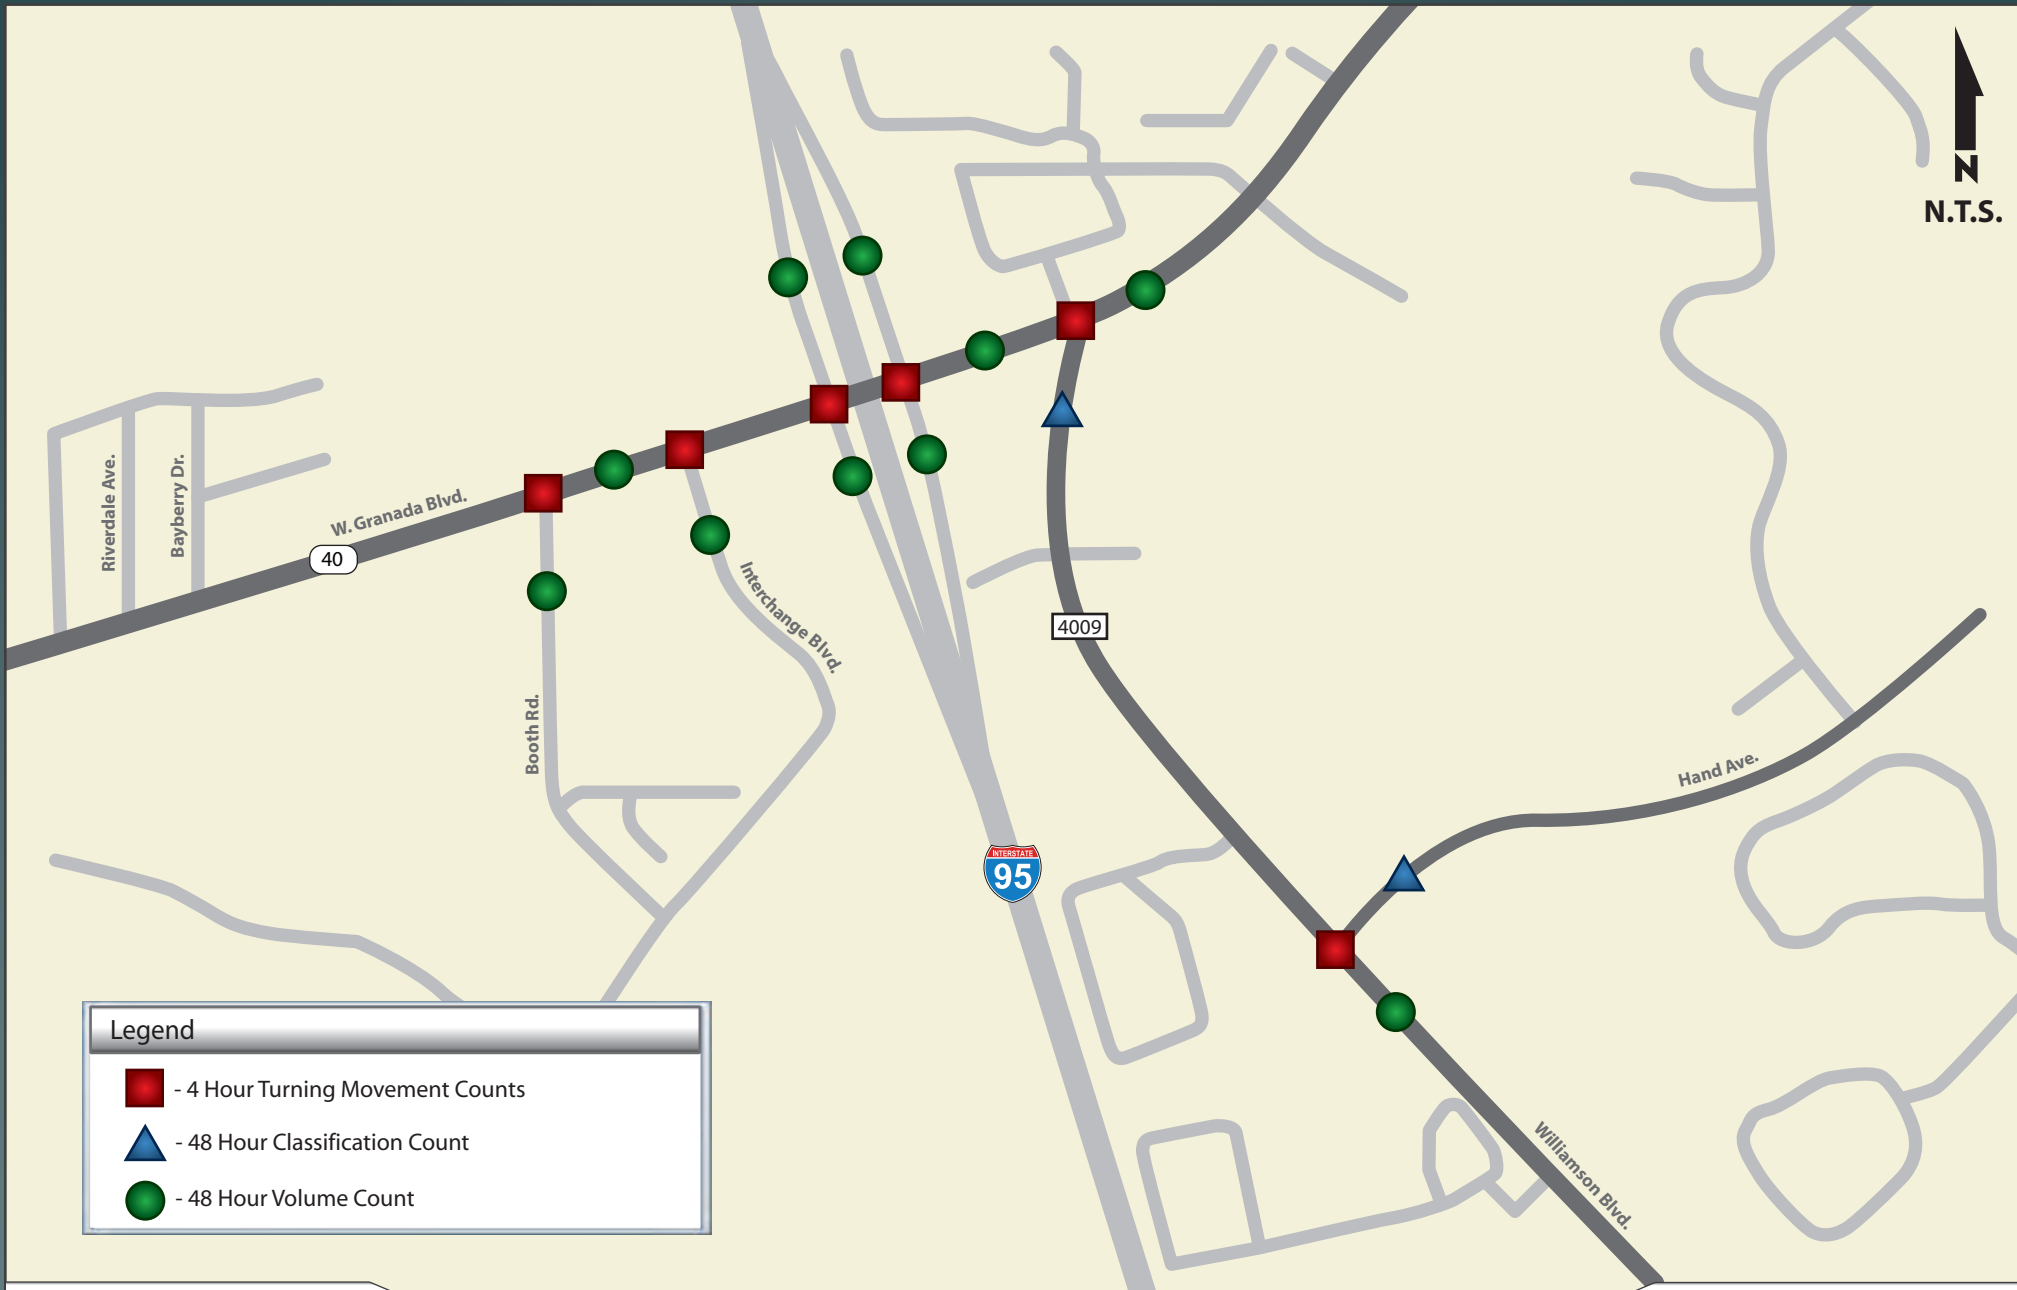 N
N.T.S.
Riverdale Ave.
Bayberry Dr.
W. Granada Blvd.
40
Interchange Blvd.
4009
Booth Rd.
Hand Ave.
INTERSTATE
95
Williamson Blvd.
Legend
- 4 Hour Turning Movement Counts
- 48 Hour Classification Count
- 48 Hour Volume Count